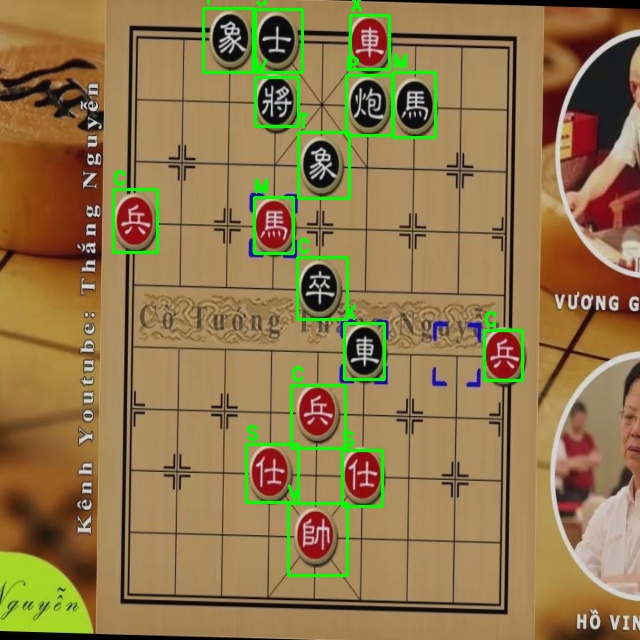 象 士 車
將 炮 馬
象
兵 馬
卒
Cờ Tướng
車 兵
兵
仕 仕
帥
Kênh Youtube: Thắng Nguyễn
Nguyễn
VƯƠNG G
HỒ VIN